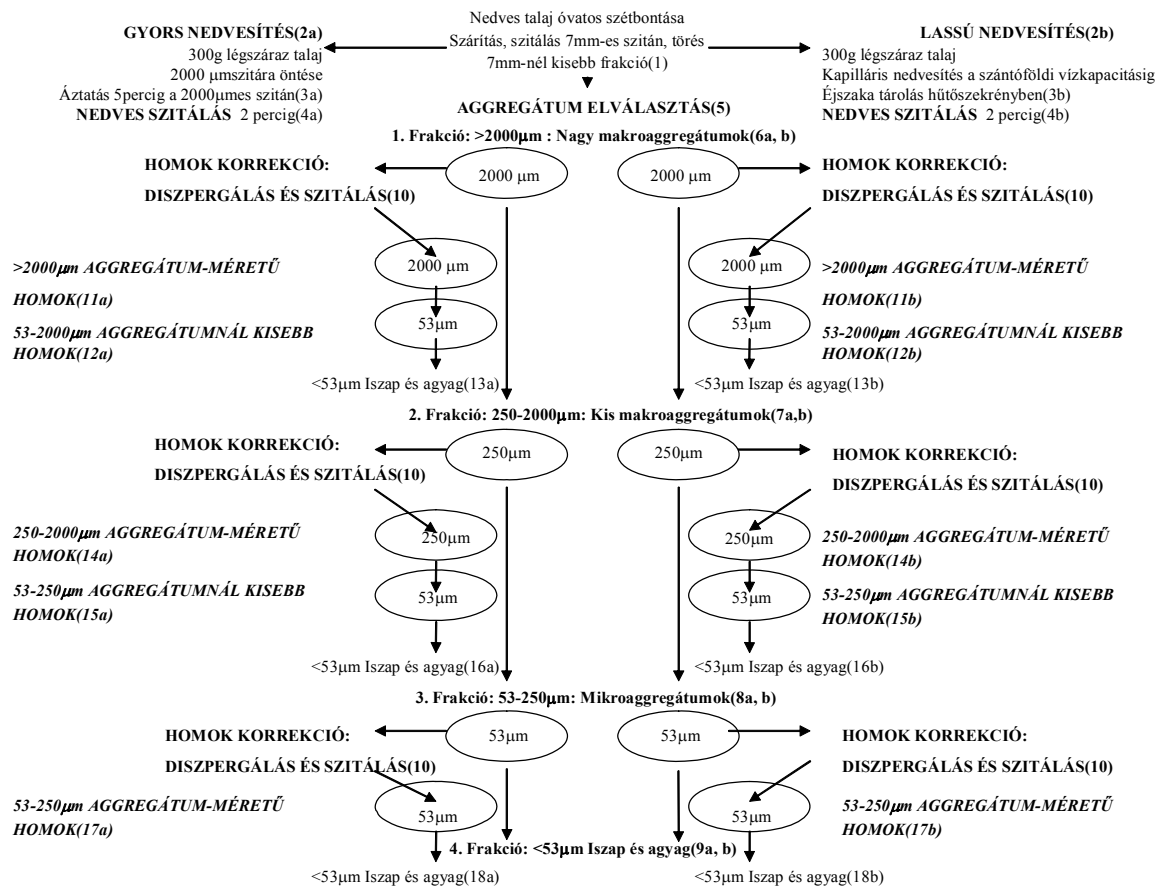 Nedves talaj óvatos szétbontása
Szárítás, szitálás 7mm-es szitán, törés
7mm-nél kisebb frakció(1)
GYORS NEDVESÍTÉS(2a)
300g légszáraz talaj
2000 µmszitára öntése
Áztatás 5percig a 2000µmes szitán(3a)
NEDVES SZITÁLÁS 2 percig(4a)
LASSÚ NEDVESÍTÉS(2b)
300g légszáraz talaj
Kapilláris nedvesítés a szántóföldi vízkapacitásig
Éjszaka tárolás hűtőszekrényben(3b)
NEDVES SZITÁLÁS 2 percig(4b)
AGGREGÁTUM ELVÁLASZTÁS(5)
1. Frakció: >2000µm : Nagy makroaggregátumok(6a, b)
HOMOK KORREKCIÓ:
DISZPERGÁLÁS ÉS SZITÁLÁS(10)
2000 µm
2000 µm
HOMOK KORREKCIÓ:
DISZPERGÁLÁS ÉS SZITÁLÁS(10)
>2000µm AGGREGÁTUM-MÉRETŰ
HOMOK(11a)
2000 µm
2000 µm
>2000µm AGGREGÁTUM-MÉRETŰ
HOMOK(11b)
53-2000µm AGGREGÁTUMNÁL KISEBB
HOMOK(12a)
53µm
53µm
53-2000µm AGGREGÁTUMNÁL KISEBB
HOMOK(12b)
<53µm Iszap és agyag(13a)
<53µm Iszap és agyag(13b)
2. Frakció: 250-2000µm: Kis makroaggregátumok(7a,b)
HOMOK KORREKCIÓ:
DISZPERGÁLÁS ÉS SZITÁLÁS(10)
250µm
250µm
HOMOK KORREKCIÓ:
DISZPERGÁLÁS ÉS SZITÁLÁS(10)
250-2000µm AGGREGÁTUM-MÉRETŰ
HOMOK(14a)
250µm
250µm
250-2000µm AGGREGÁTUM-MÉRETŰ
HOMOK(14b)
53-250µm AGGREGÁTUMNÁL KISEBB
HOMOK(15a)
53µm
53µm
53-250µm AGGREGÁTUMNÁL KISEBB
HOMOK(15b)
<53µm Iszap és agyag(16a)
<53µm Iszap és agyag(16b)
3. Frakció: 53-250µm: Mikroaggregátumok(8a, b)
HOMOK KORREKCIÓ:
DISZPERGÁLÁS ÉS SZITÁLÁS(10)
53µm
53µm
HOMOK KORREKCIÓ:
DISZPERGÁLÁS ÉS SZITÁLÁS(10)
53-250µm AGGREGÁTUM-MÉRETŰ
HOMOK(17a)
53µm
53µm
53-250µm AGGREGÁTUM-MÉRETŰ
HOMOK(17b)
4. Frakció: <53µm Iszap és agyag(9a, b)
<53µm Iszap és agyag(18a)
<53µm Iszap és agyag(18b)